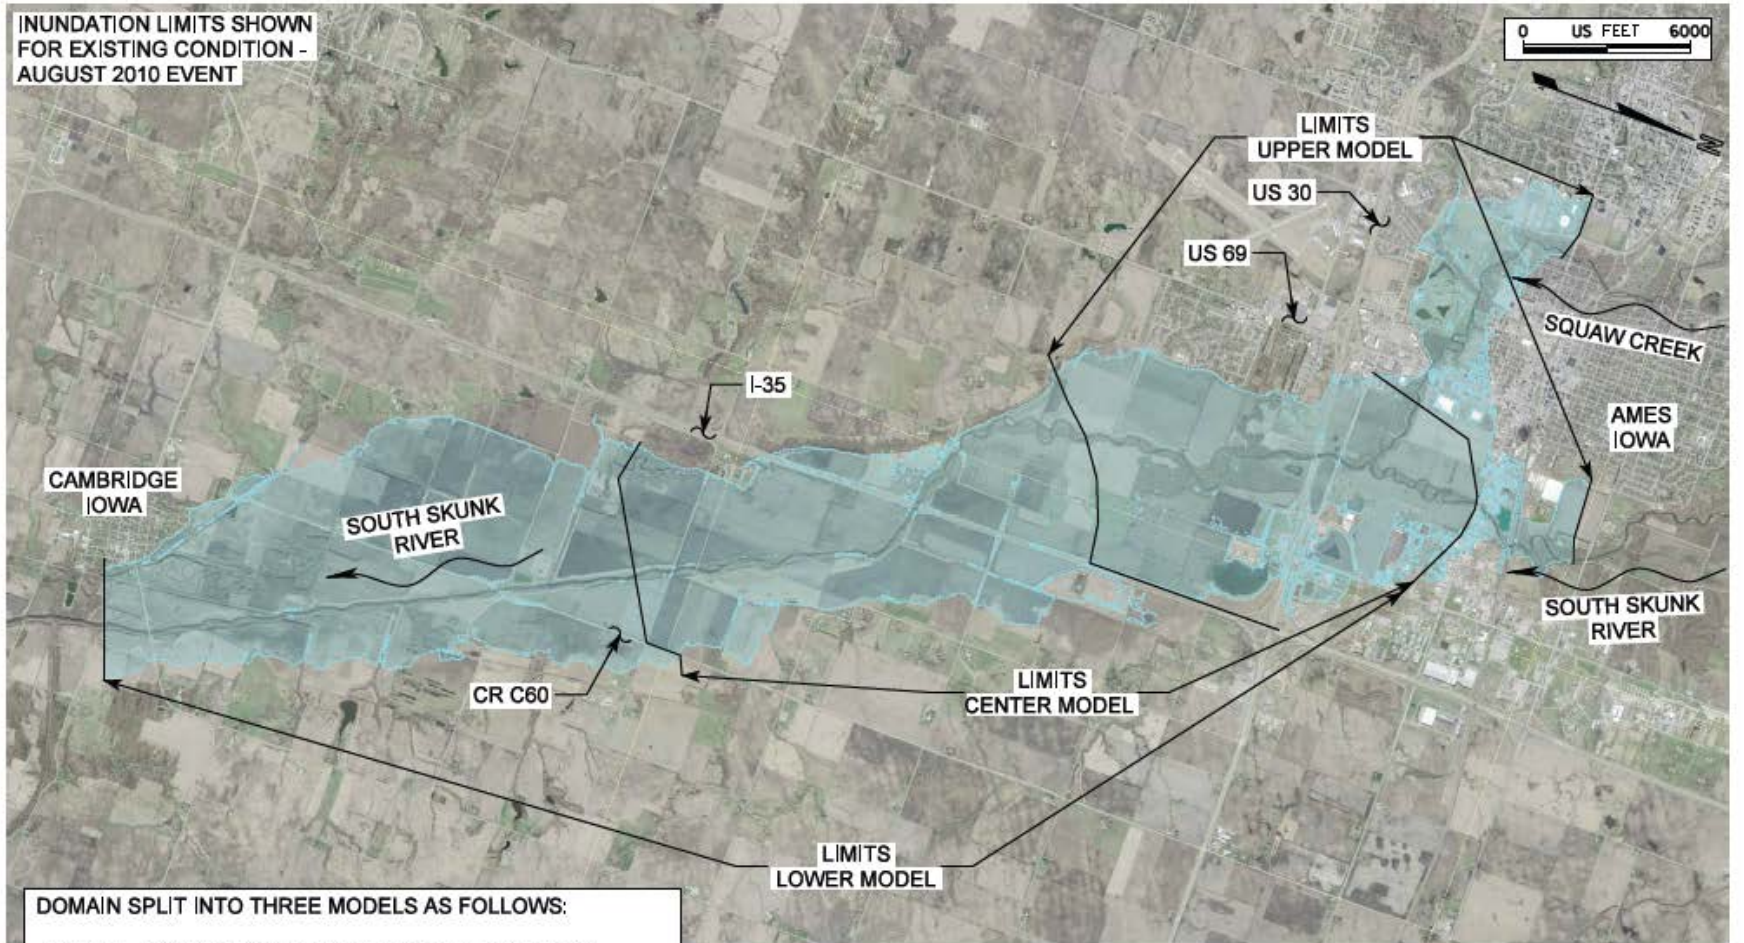 INUNDATION LIMITS SHOWN
FOR EXISTING CONDITION -
AUGUST 2010 EVENT
0 US FEET 6000
N
LIMITS
UPPER MODEL
US 30
US 69
SQUAW CREEK
I-35
AMES
IOWA
CAMBRIDGE
IOWA
SOUTH SKUNK
RIVER
SOUTH SKUNK
RIVER
CR C60
LIMITS
CENTER MODEL
LIMITS
LOWER MODEL
DOMAIN SPLIT INTO THREE MODELS AS FOLLOWS: